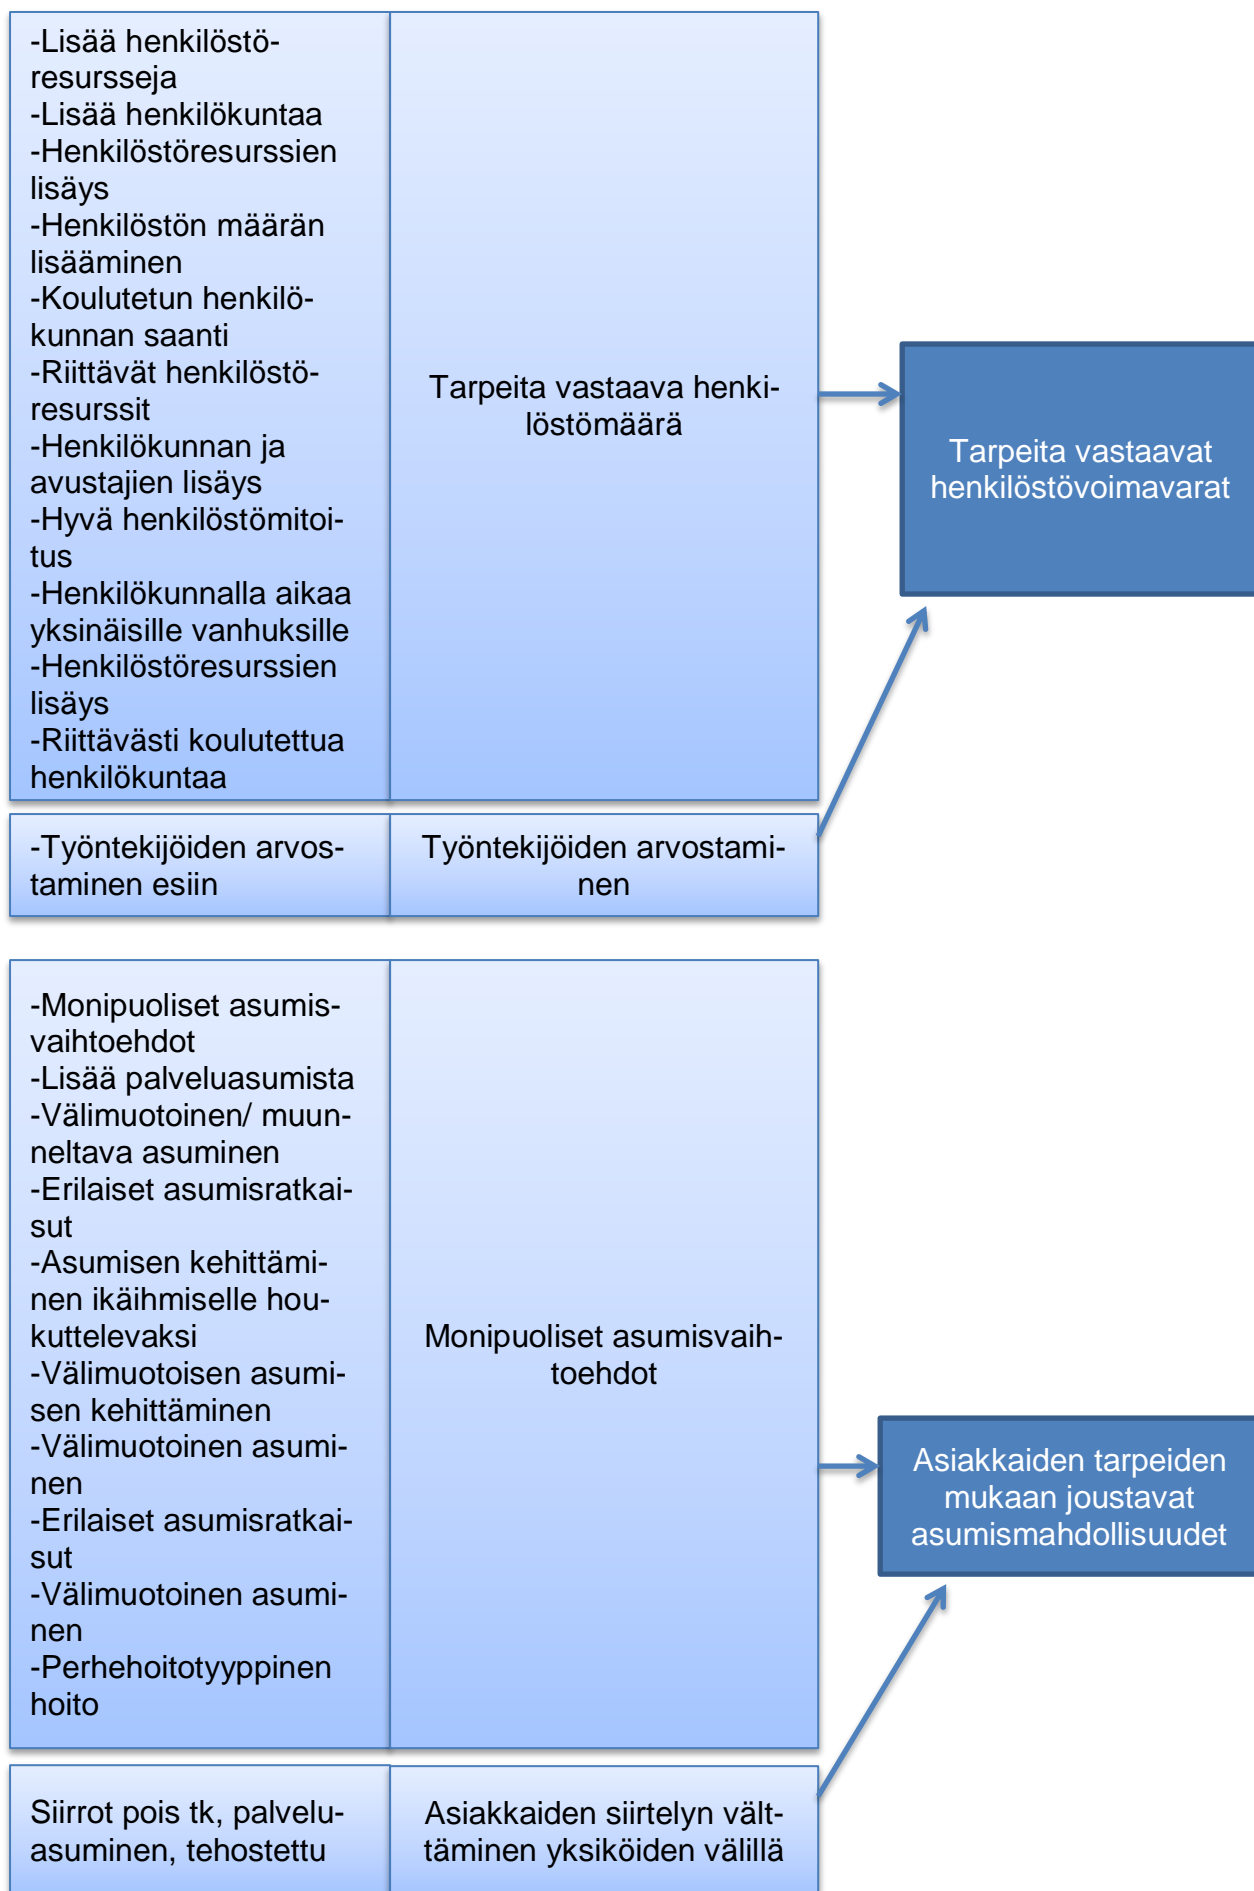 -Lisää henkilöstö-
resursseja
-Lisää henkilökuntaa
-Henkilöstöresurssien
lisäys
-Henkilöstön määrän
lisääminen
-Koulutetun henkilö-
kunnan saanti
-Riittävät henkilöstö-
resurssit
-Henkilökunnan ja
avustajien lisäys
-Hyvä henkilöstömitoi-
tus
-Henkilökunnalla aikaa
yksinäisille vanhuksille
-Henkilöstöresurssien
lisäys
-Riittävästi koulutettua
henkilökuntaa
Tarpeita vastaava henki-
löstömäärä
Tarpeita vastaavat
henkilöstövoimavarat
-Työntekijöiden arvos-
taminen esiin
Työntekijöiden arvostami-
nen
-Monipuoliset asumis-
vaihtoehdot
-Lisää palveluasumista
-Välimuotoinen/ muun-
neltava asuminen
-Erilaiset asumisratkai-
sut
-Asumisen kehittämi-
nen ikäihmiselle hou-
kuttelevaksi
-Välimuotoisen asumi-
sen kehittäminen
-Välimuotoinen asumi-
nen
-Erilaiset asumisratkai-
sut
-Välimuotoinen asumi-
nen
-Perhehoitotyyppinen
hoito
Monipuoliset asumisvaih-
toehdot
Asiakkaiden tarpeiden
mukaan joustavat
asumismahdollisuudet
Siirrot pois tk, palvelu-
asuminen, tehostettu
Asiakkaiden siirtelyn vält-
täminen yksiköiden välillä